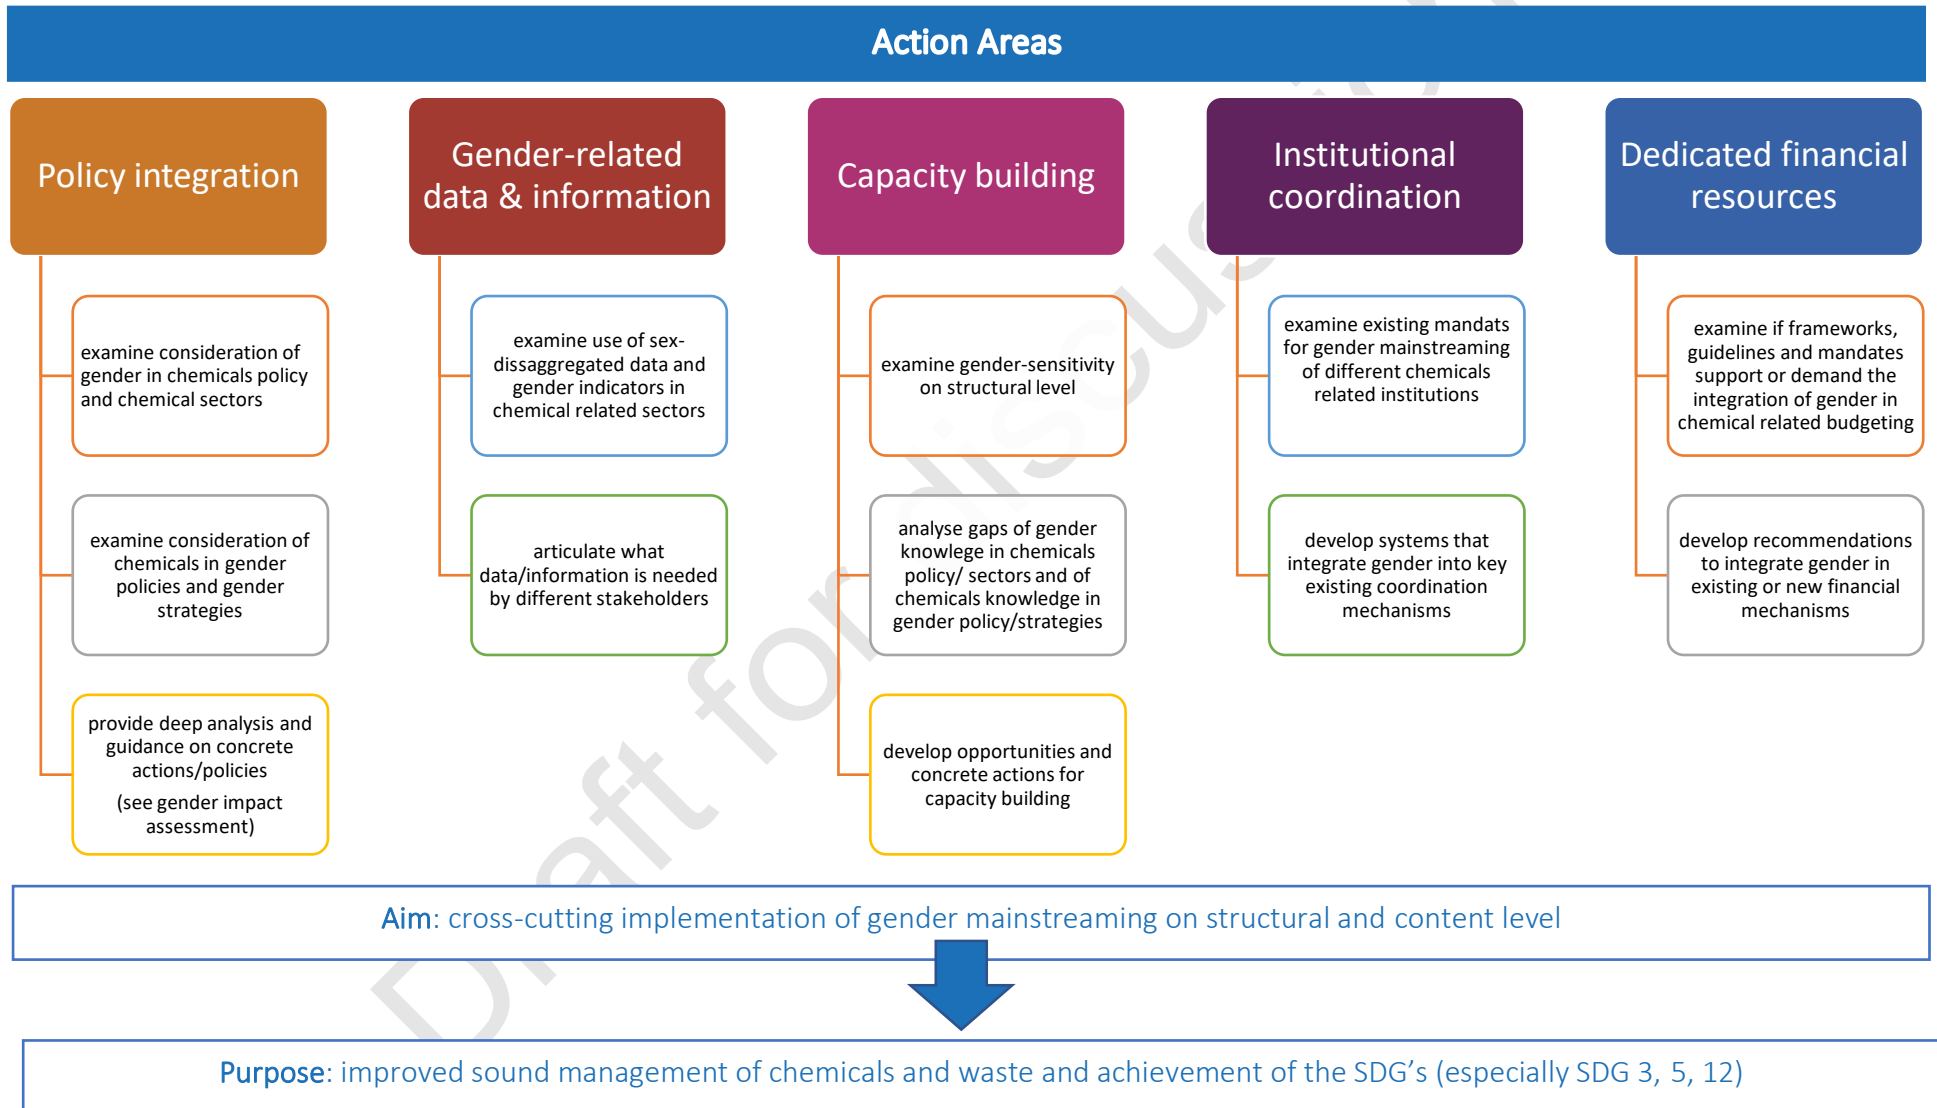 Action Areas
Policy integration
examine consideration of
gender in chemicals policy
and chemical sectors
examine consideration of
chemicals in gender
policies and gender
strategies
provide deep analysis and
guidance on concrete
actions/policies
(see gender impact
assessment)
Gender-related
data & information
examine use of sex-
dissaggregated data and
gender indicators in
chemical related sectors
articulate what
data/information is needed
by different stakeholders
Capacity building
examine gender-sensitivity
on structural level
analyse gaps of gender
knowlege in chemicals
policy/ sectors and of
chemicals knowledge in
gender policy/strategies
develop opportunities and
concrete actions for
capacity building
Institutional
coordination
examine existing mandats
for gender mainstreaming
of different chemicals
related institutions
develop systems that
integrate gender into key
existing coordination
mechanisms
Dedicated financial
resources
examine if frameworks,
guidelines and mandates
support or demand the
integration of gender in
chemical related budgeting
develop recommendations
to integrate gender in
existing or new financial
mechanisms
Aim: cross-cutting implementation of gender mainstreaming on structural and content level
Purpose: improved sound management of chemicals and waste and achievement of the SDG's (especially SDG 3, 5, 12)
Draft for discussion